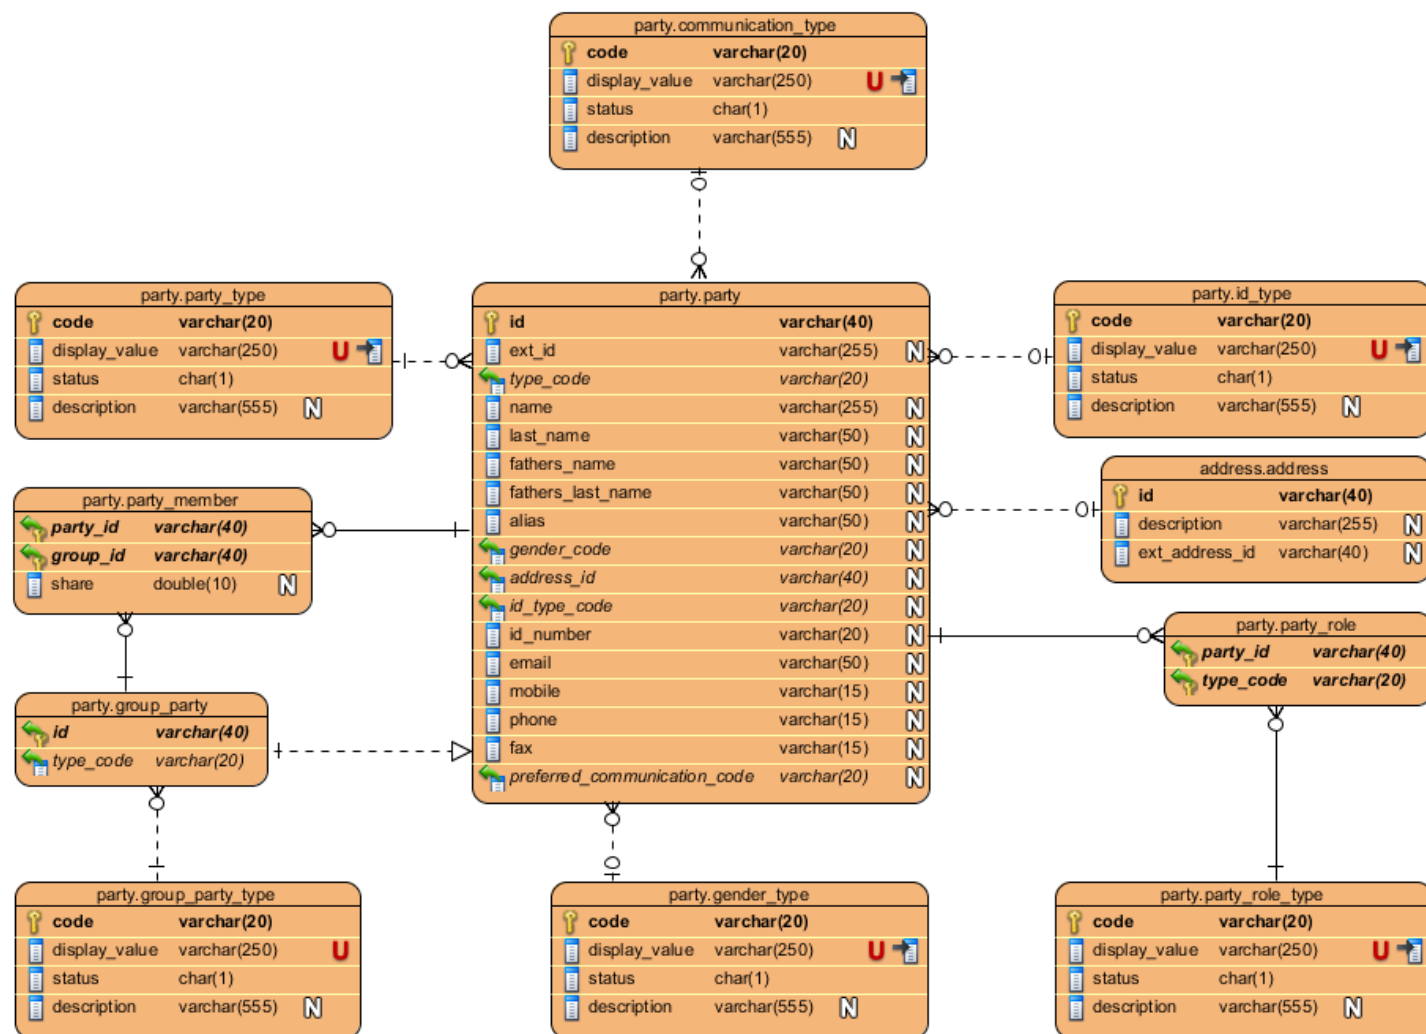 party.communication_type
code varchar(20)
display_value varchar(250) U
status char(1)
description varchar(555) N
party.party_type
code varchar(20)
display_value varchar(250) U
status char(1)
description varchar(555) N
party.party
id varchar(40)
ext_id varchar(255) N
type_code varchar(20)
name varchar(255) N
last_name varchar(50) N
fathers_name varchar(50) N
fathers_last_name varchar(50) N
alias varchar(50) N
gender_code varchar(20) N
address_id varchar(40) N
id_type_code varchar(20) N
id_number varchar(20) N
email varchar(50) N
mobile varchar(15) N
phone varchar(15) N
fax varchar(15) N
preferred_communication_code varchar(20) N
party.id_type
code varchar(20)
display_value varchar(250) U
status char(1)
description varchar(555) N
party.party_member
party_id varchar(40)
group_id varchar(40)
share double(10) N
address.address
id varchar(40)
description varchar(255) N
ext_address_id varchar(40) N
party.party_role
party_id varchar(40)
type_code varchar(20)
party.group_party
id varchar(40)
type_code varchar(20)
party.group_party_type
code varchar(20)
display_value varchar(250) U
status char(1)
description varchar(555) N
party.gender_type
code varchar(20)
display_value varchar(250) U
status char(1)
description varchar(555) N
party.party_role_type
code varchar(20)
display_value varchar(250) U
status char(1)
description varchar(555) N